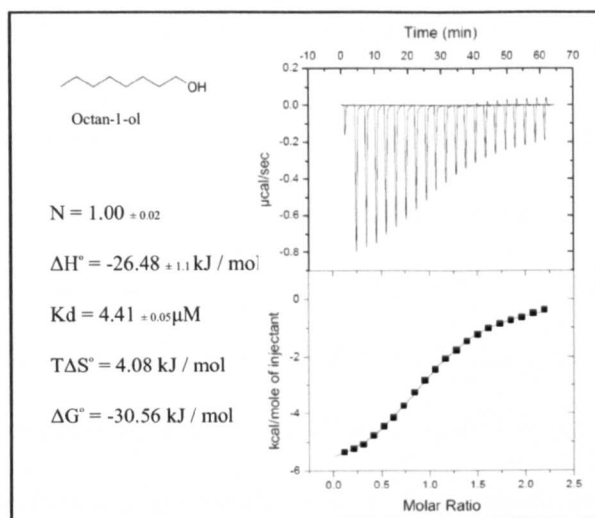 OH
Octan-1-ol
N = 1.00 ± 0.02
ΔH° = -26.48 ± 1.1 kJ / mol
Kd = 4.41 ± 0.05μM
TΔS° = 4.08 kJ / mol
ΔG° = -30.56 kJ / mol
Time (min)
-10 0 10 20 30 40 50 60 70
0.2
0.0
-0.2
-0.4
-0.6
-0.8
μcal/sec
0
-2
-4
-6
kcal/mole of injectant
0.0 0.5 1.0 1.5 2.0 2.5
Molar Ratio